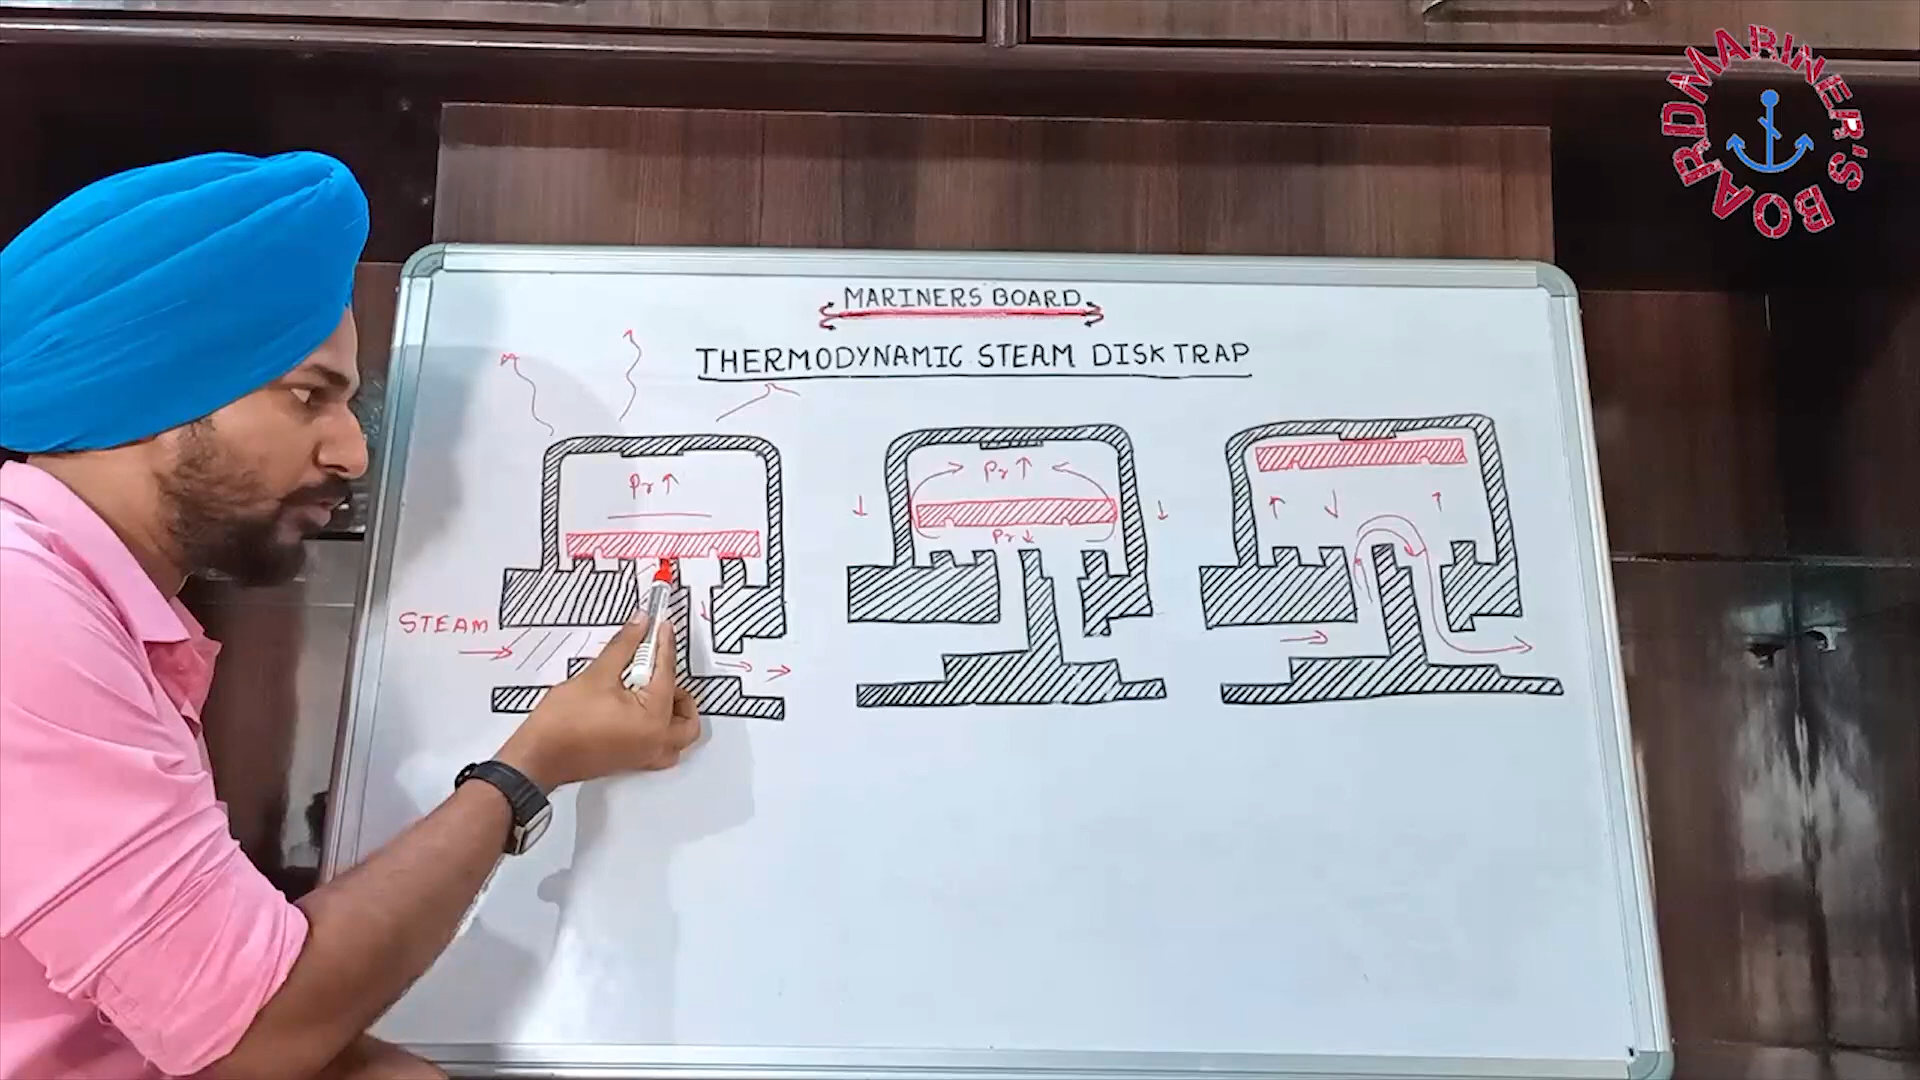 MARINER'S BOARD
MARINERS BOARD
THERMODYNAMIC STEAM DISK TRAP
Pr↑
Pr↑
Pr↓
STEAM